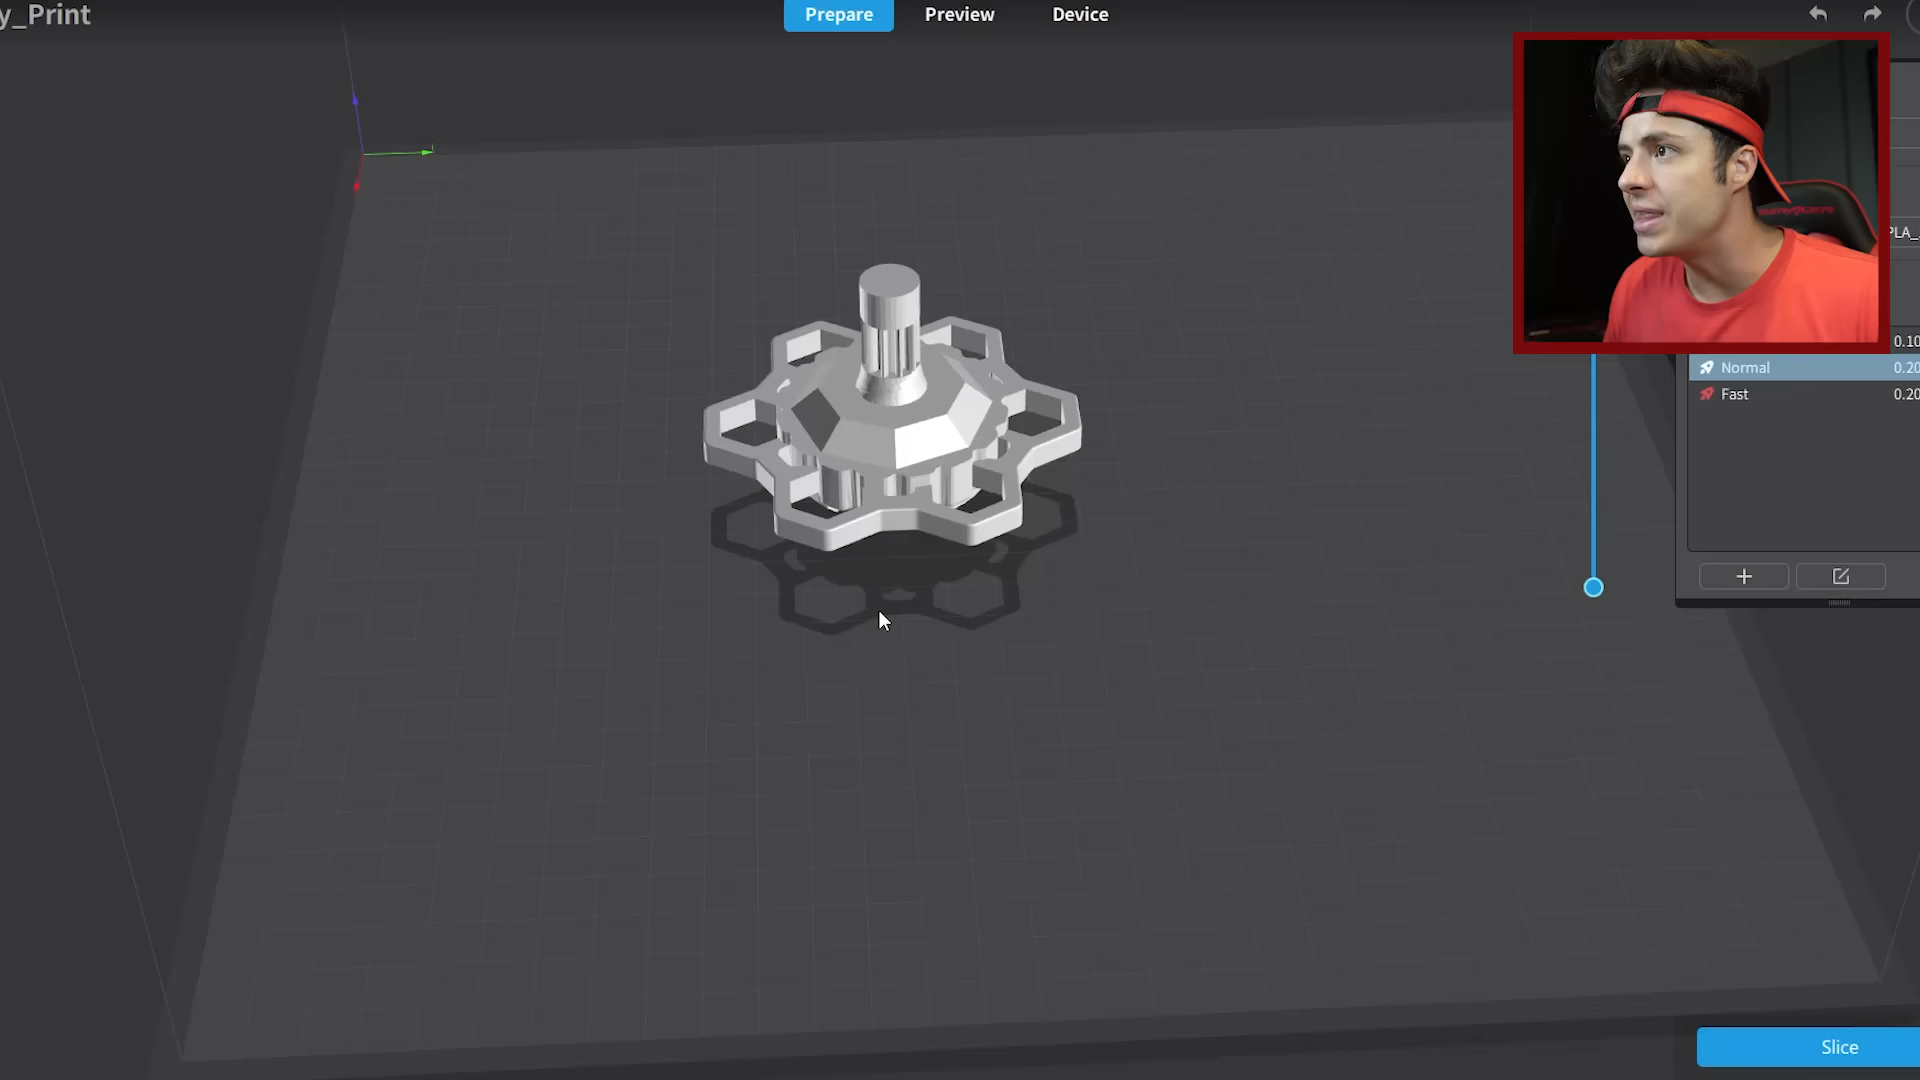 y_Print
Prepare
Preview
Device
PLA_
0.10
Normal 0.20
Fast 0.20
Slice